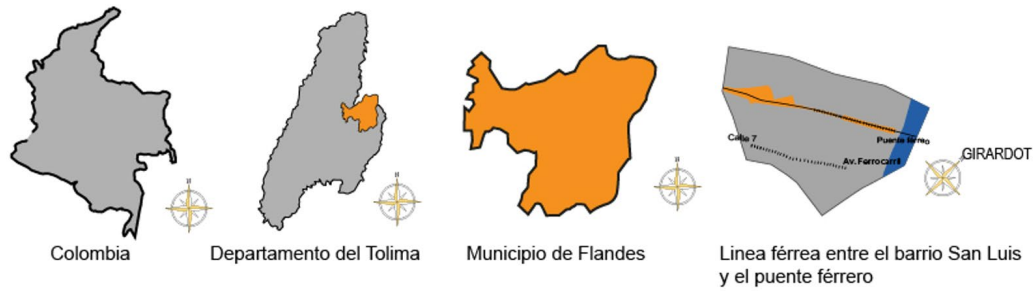 Calle 7
Puente férreo
Av. Ferrocarril
GIRARDOT
Colombia
Departamento del Tolima
Municipio de Flandes
Linea férrea entre el barrio San Luis
y el puente férrero